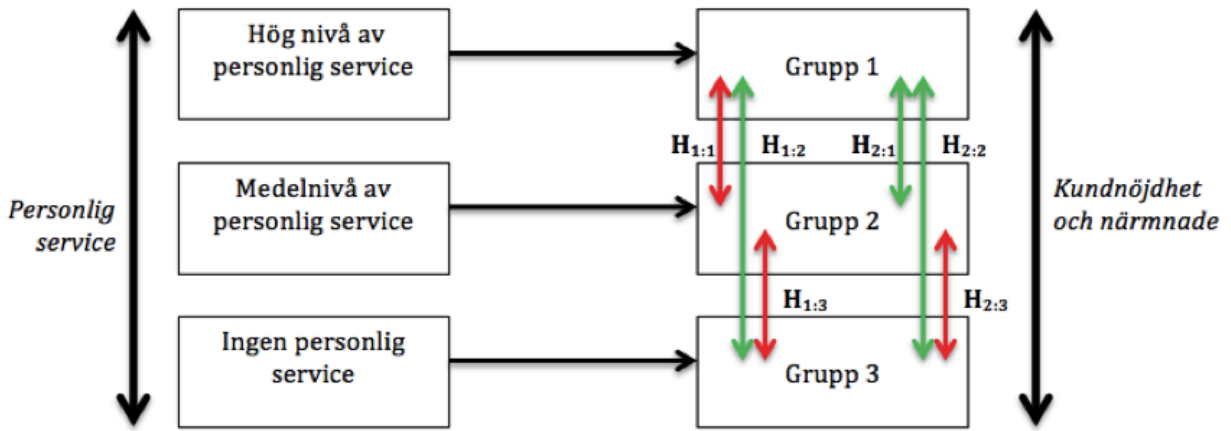 Hög nivå av
personlig service
Grupp 1
H1:1
H1:2
H2:1
H2:2
Personlig
service
Medelnivå av
personlig service
Grupp 2
Kundnöjdhet
och närmnade
H1:3
H2:3
Ingen personlig
service
Grupp 3